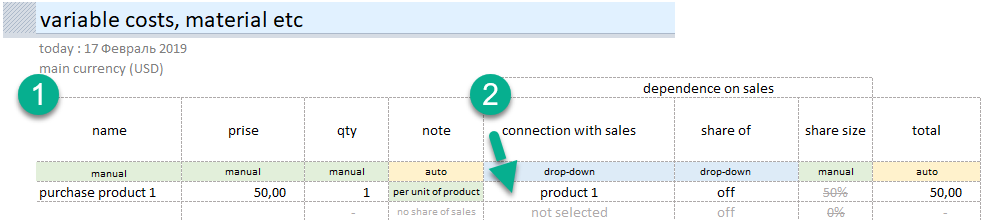 variable costs, material etc
today : 17 Февраль 2019
main currency (USD)
1
2
dependence on sales
name prise qty note connection with sales share of share size total
manual manual manual auto drop-down drop-down manual auto
purchase product 1 50,00 1 per unit of product product 1 off 50% 50,00
- no share of sales not selected off 0% -